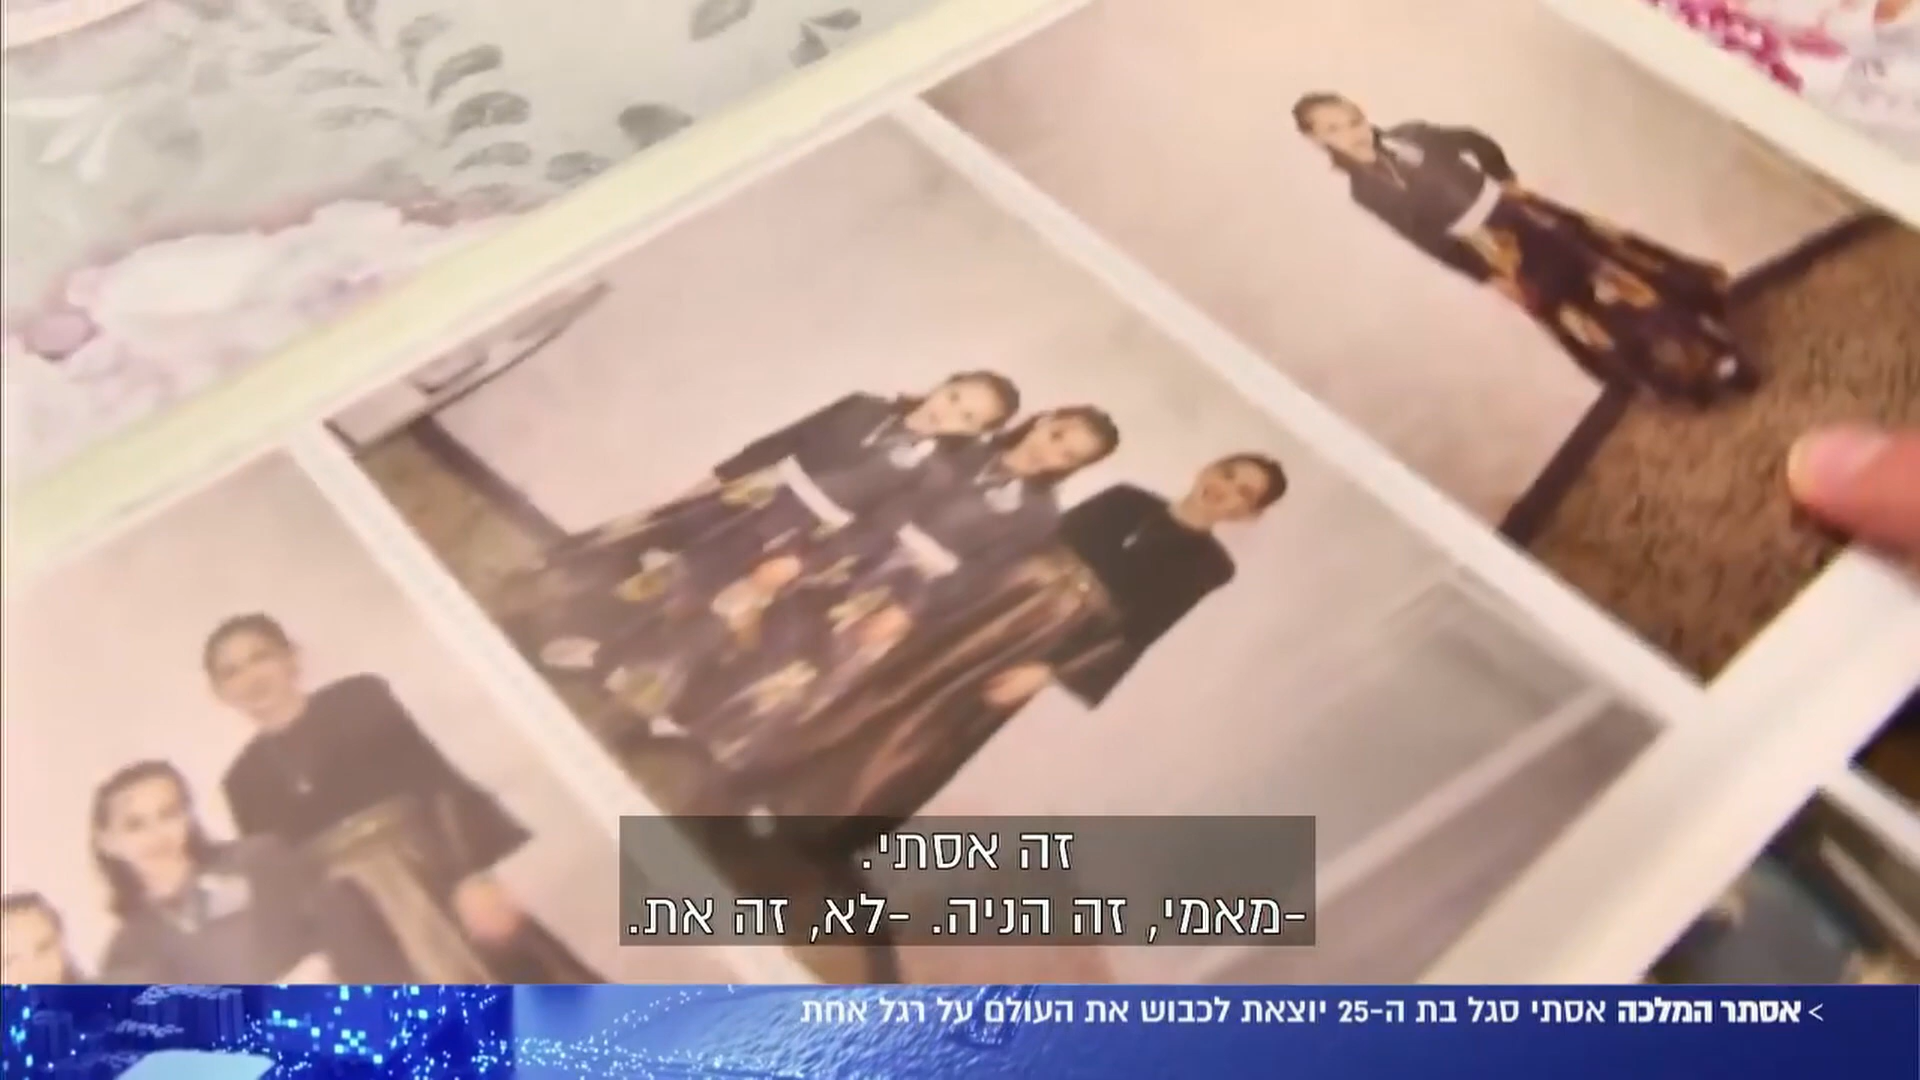 זה אסתי.
-מאמי, זה הניה. -לא, זה את.
> אסתר המלכה אסתי סגל בת ה-25 יוצאת לכבוש את העולם על רגל אחת